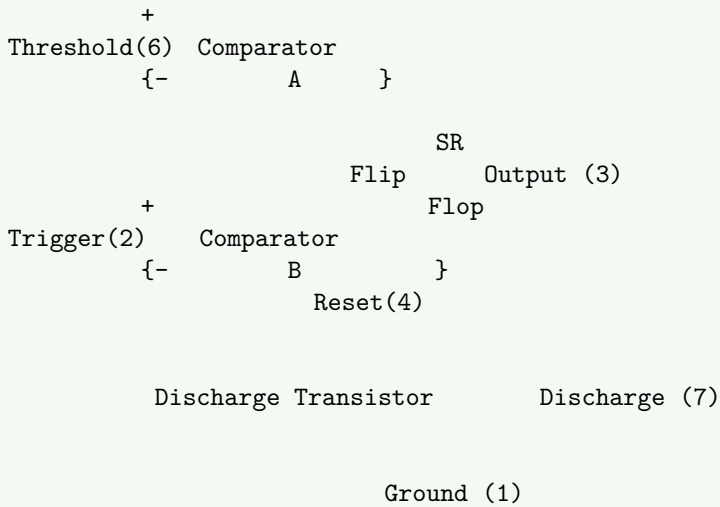 +
Threshold(6) Comparator
{- A }
SR
Flip Output (3)
+ Flop
Trigger(2) Comparator
{- B }
Reset(4)
Discharge Transistor Discharge (7)
Ground (1)